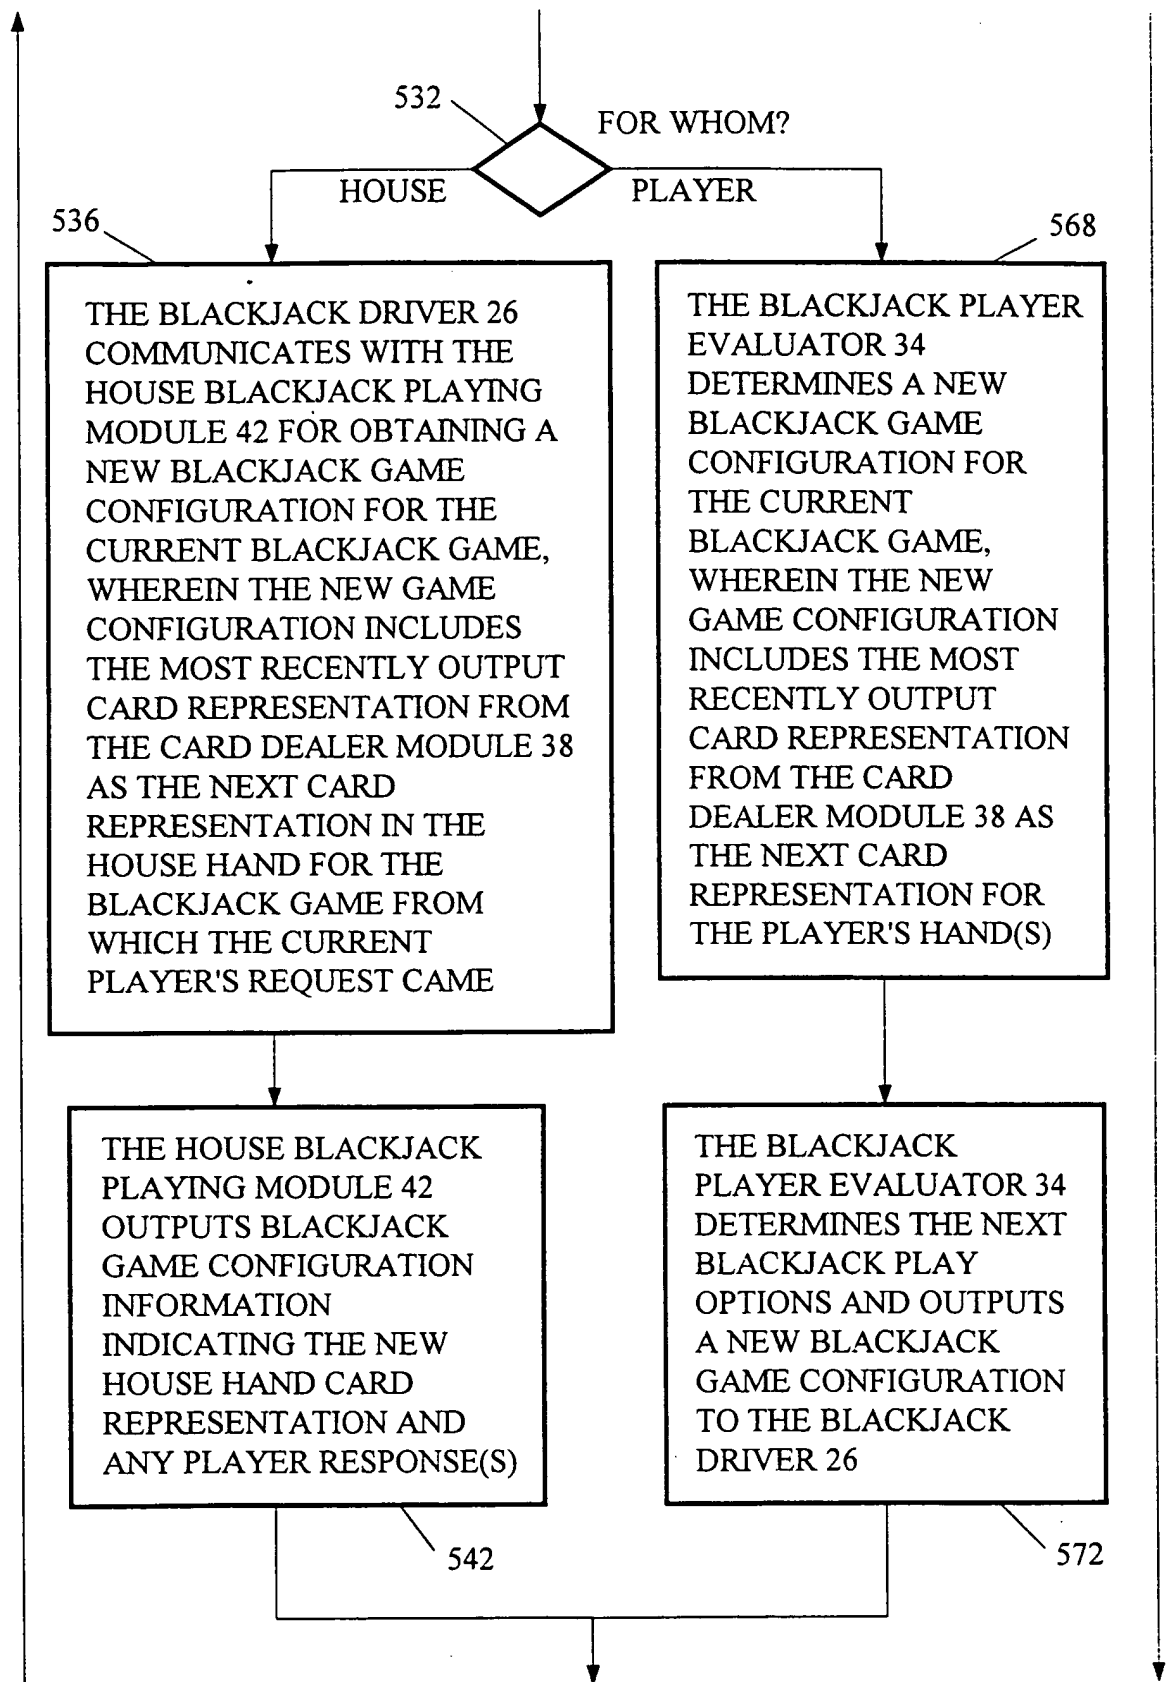 532
FOR WHOM?
HOUSE
PLAYER
536
THE BLACKJACK DRIVER 26
COMMUNICATES WITH THE
HOUSE BLACKJACK PLAYING
MODULE 42 FOR OBTAINING A
NEW BLACKJACK GAME
CONFIGURATION FOR THE
CURRENT BLACKJACK GAME,
WHEREIN THE NEW GAME
CONFIGURATION INCLUDES
THE MOST RECENTLY OUTPUT
CARD REPRESENTATION FROM
THE CARD DEALER MODULE 38
AS THE NEXT CARD
REPRESENTATION IN THE
HOUSE HAND FOR THE
BLACKJACK GAME FROM
WHICH THE CURRENT
PLAYER'S REQUEST CAME
568
THE BLACKJACK PLAYER
EVALUATOR 34
DETERMINES A NEW
BLACKJACK GAME
CONFIGURATION FOR
THE CURRENT
BLACKJACK GAME,
WHEREIN THE NEW
GAME CONFIGURATION
INCLUDES THE MOST
RECENTLY OUTPUT
CARD REPRESENTATION
FROM THE CARD
DEALER MODULE 38 AS
THE NEXT CARD
REPRESENTATION FOR
THE PLAYER'S HAND(S)
THE HOUSE BLACKJACK
PLAYING MODULE 42
OUTPUTS BLACKJACK
GAME CONFIGURATION
INFORMATION
INDICATING THE NEW
HOUSE HAND CARD
REPRESENTATION AND
ANY PLAYER RESPONSE(S)
542
THE BLACKJACK
PLAYER EVALUATOR 34
DETERMINES THE NEXT
BLACKJACK PLAY
OPTIONS AND OUTPUTS
A NEW BLACKJACK
GAME CONFIGURATION
TO THE BLACKJACK
DRIVER 26
572